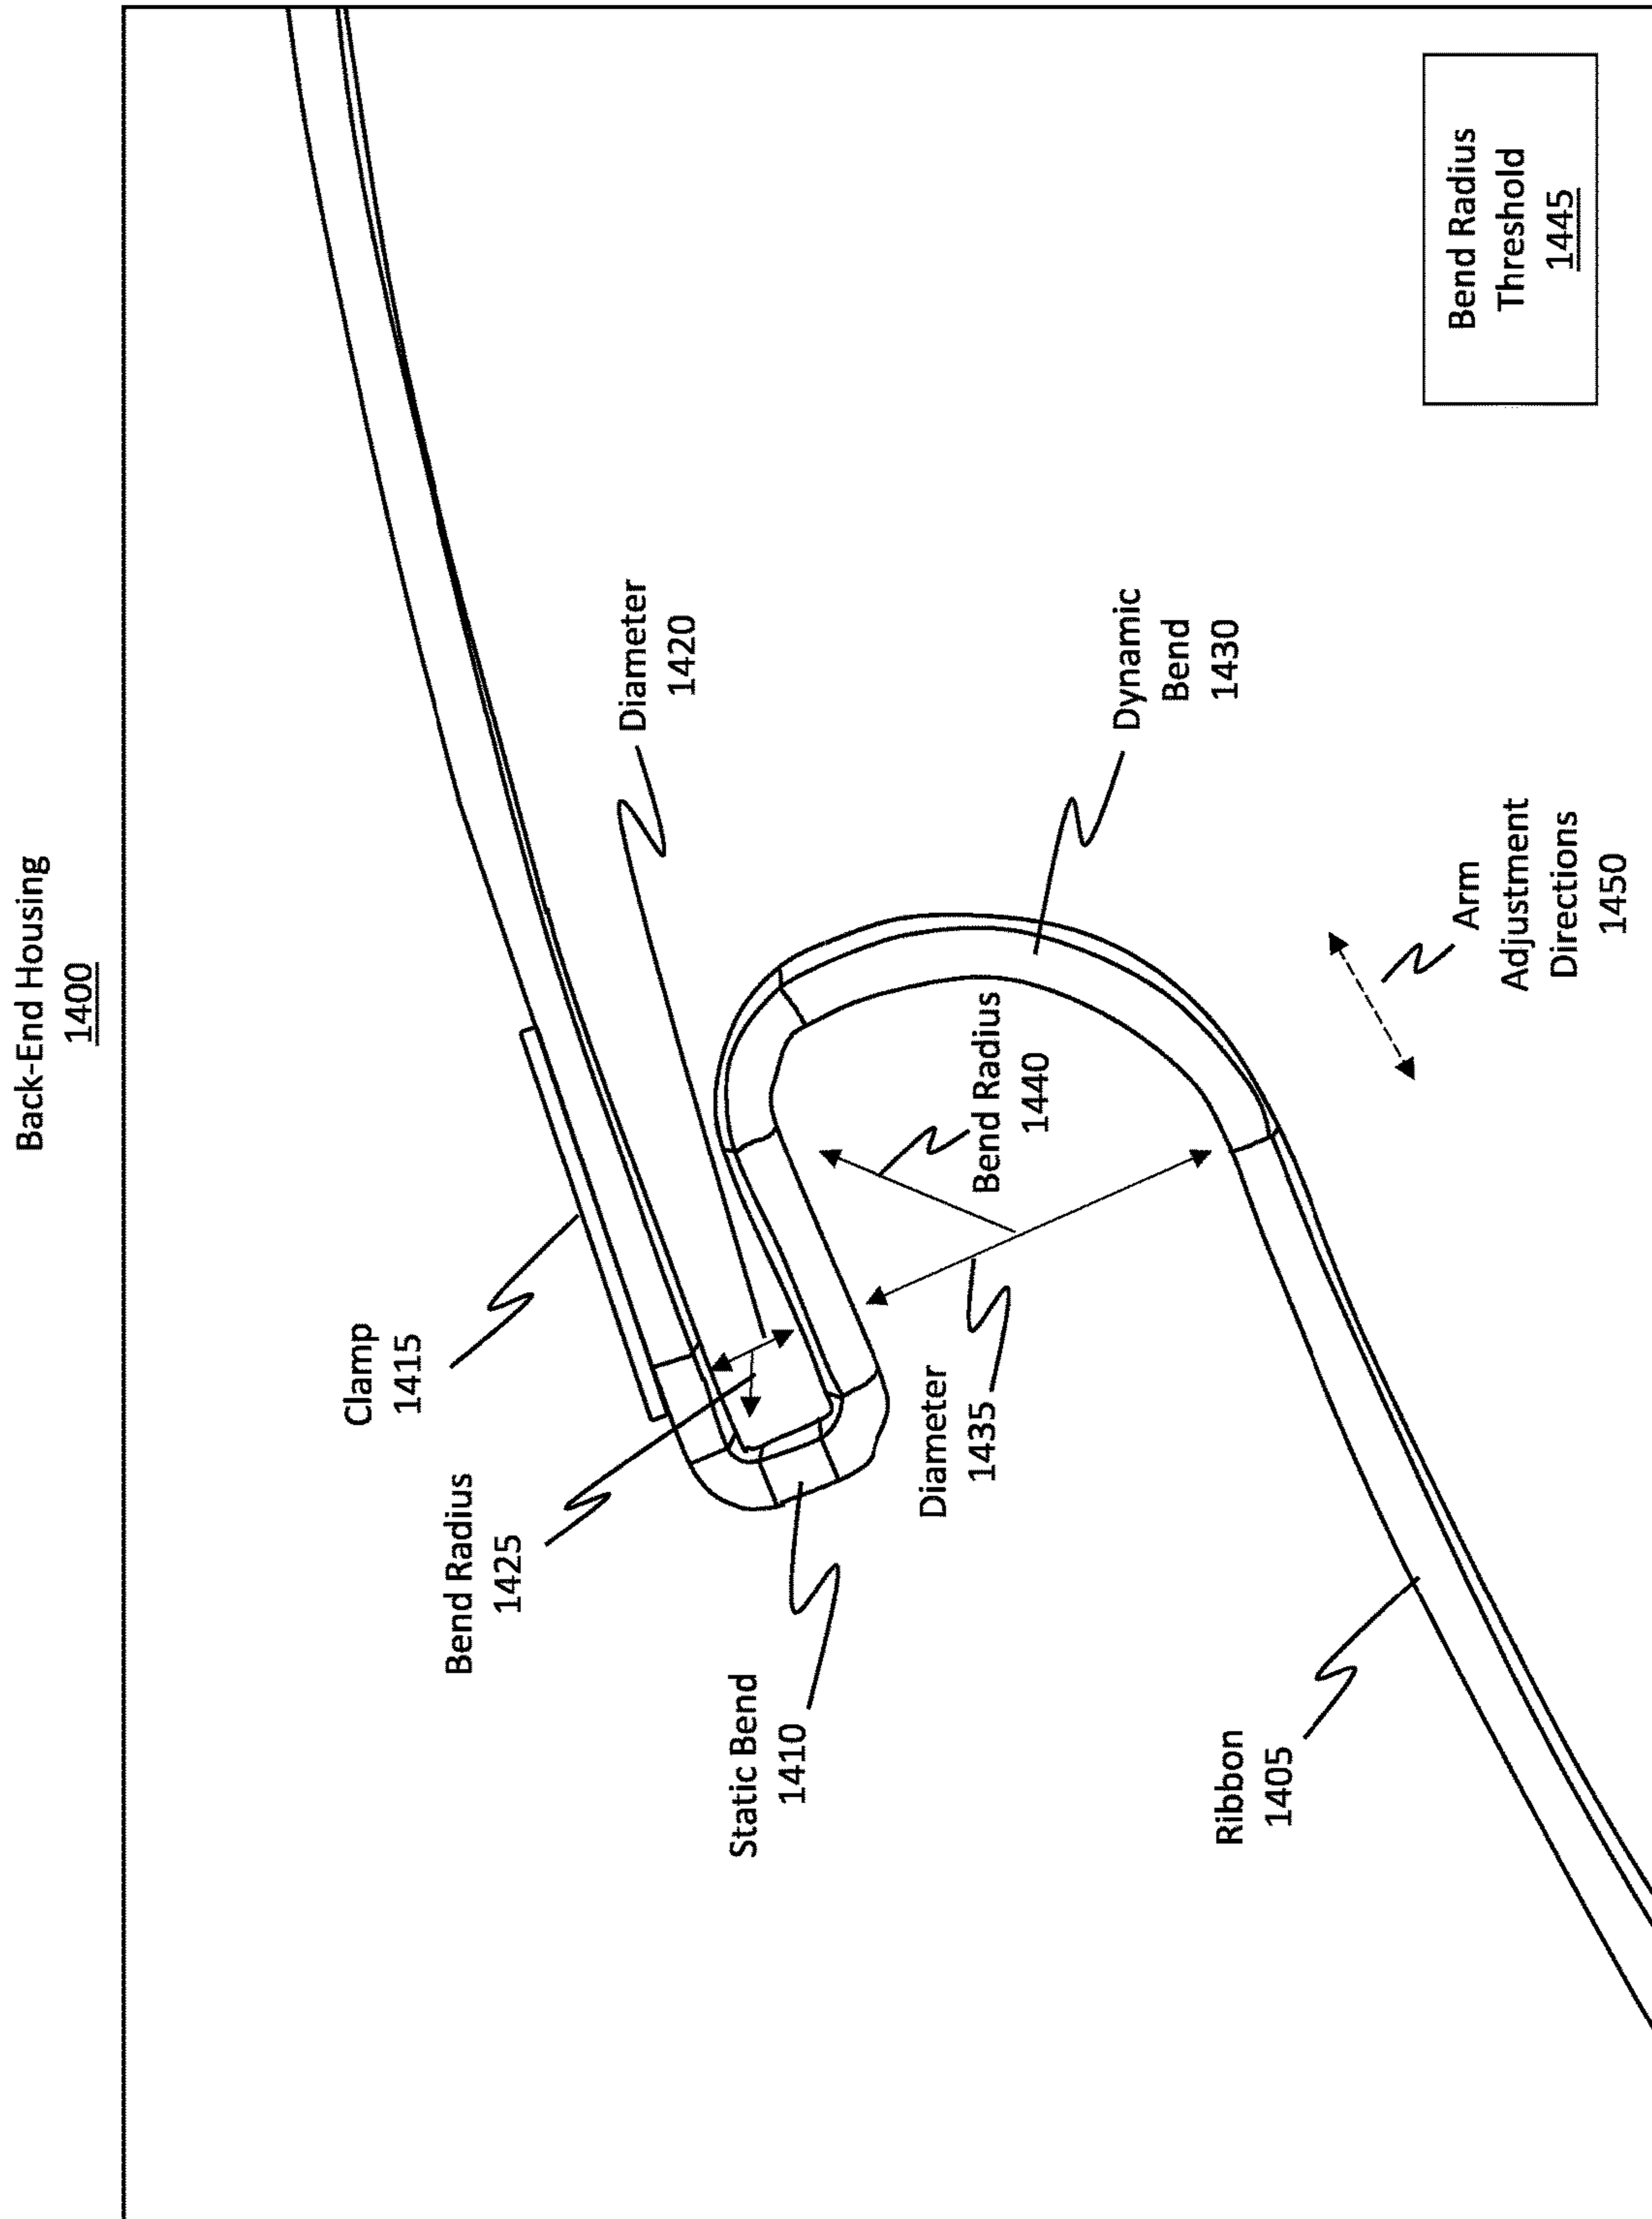 Back-End Housing
1400
Clamp
1415
Bend Radius
1425
Diameter
1420
Static Bend
1410
Diameter
1435
Bend Radius
1440
Dynamic
Bend
1430
Ribbon
1405
Arm
Adjustment
Directions
1450
Bend Radius
Threshold
1445